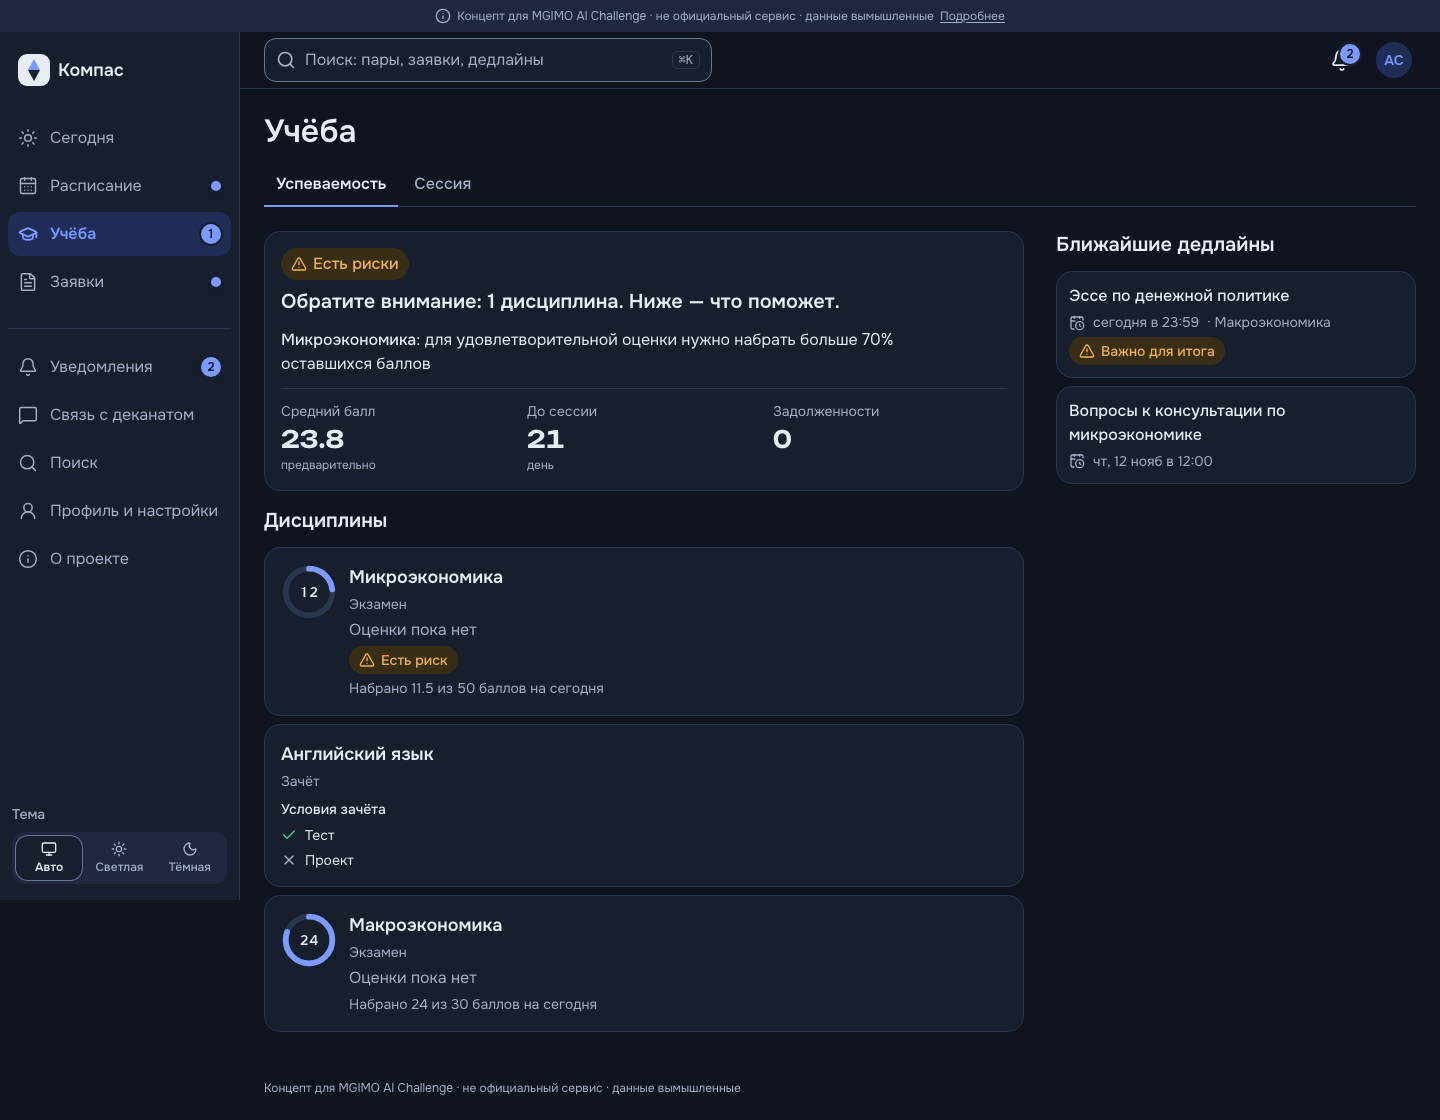 Концепт для MGIMO AI Challenge · не официальный сервис · данные вымышленные Подробнее
Компас
Поиск: пары, заявки, дедлайны
⌘K
2
АС
Сегодня
Расписание
Учёба
1
Заявки
Уведомления
2
Связь с деканатом
Поиск
Профиль и настройки
О проекте
Тема
Авто
Светлая
Тёмная
Учёба
Успеваемость
Сессия
Есть риски
Обратите внимание: 1 дисциплина. Ниже — что поможет.
Микроэкономика: для удовлетворительной оценки нужно набрать больше 70%
оставшихся баллов
Средний балл
23.8
предварительно
До сессии
21
день
Задолженности
0
Дисциплины
12
Микроэкономика
Экзамен
Оценки пока нет
Есть риск
Набрано 11.5 из 50 баллов на сегодня
Английский язык
Зачёт
Условия зачёта
Тест
Проект
24
Макроэкономика
Экзамен
Оценки пока нет
Набрано 24 из 30 баллов на сегодня
Ближайшие дедлайны
Эссе по денежной политике
сегодня в 23:59 · Макроэкономика
Важно для итога
Вопросы к консультации по
микроэкономике
чт, 12 нояб в 12:00
Концепт для MGIMO AI Challenge · не официальный сервис · данные вымышленные